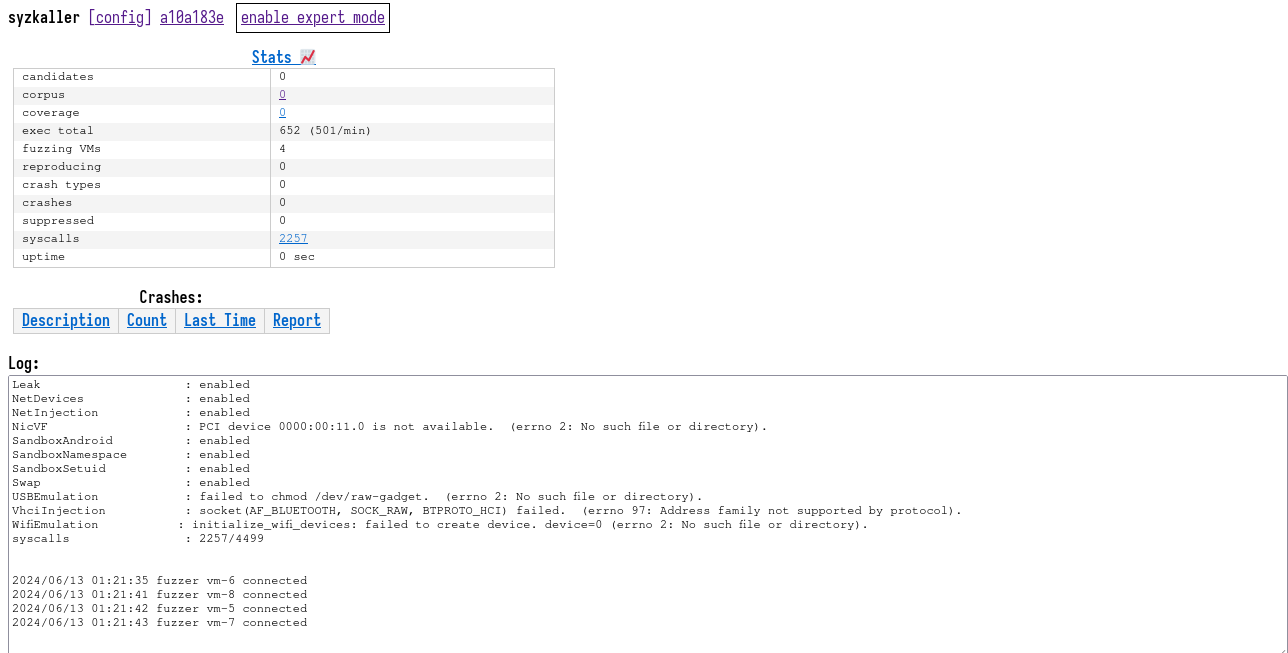 syzkaller [config] a10a183e enable expert mode
Stats 📈
candidates 0
corpus 0
coverage 0
exec total 652 (501/min)
fuzzing VMs 4
reproducing 0
crash types 0
crashes 0
suppressed 0
syscalls 2257
uptime 0 sec
Crashes:
Description Count Last Time Report
Log:
Leak : enabled
NetDevices : enabled
NetInjection : enabled
NicVF : PCI device 0000:00:11.0 is not available. (errno 2: No such file or directory).
SandboxAndroid : enabled
SandboxNamespace : enabled
SandboxSetuid : enabled
Swap : enabled
USBEmulation : failed to chmod /dev/raw-gadget. (errno 2: No such file or directory).
VhciInjection : socket(AF_BLUETOOTH, SOCK_RAW, BTPROTO_HCI) failed. (errno 97: Address family not supported by protocol).
WifiEmulation : initialize_wifi_devices: failed to create device. device=0 (errno 2: No such file or directory).
syscalls : 2257/4499
2024/06/13 01:21:35 fuzzer vm-6 connected
2024/06/13 01:21:41 fuzzer vm-8 connected
2024/06/13 01:21:42 fuzzer vm-5 connected
2024/06/13 01:21:43 fuzzer vm-7 connected